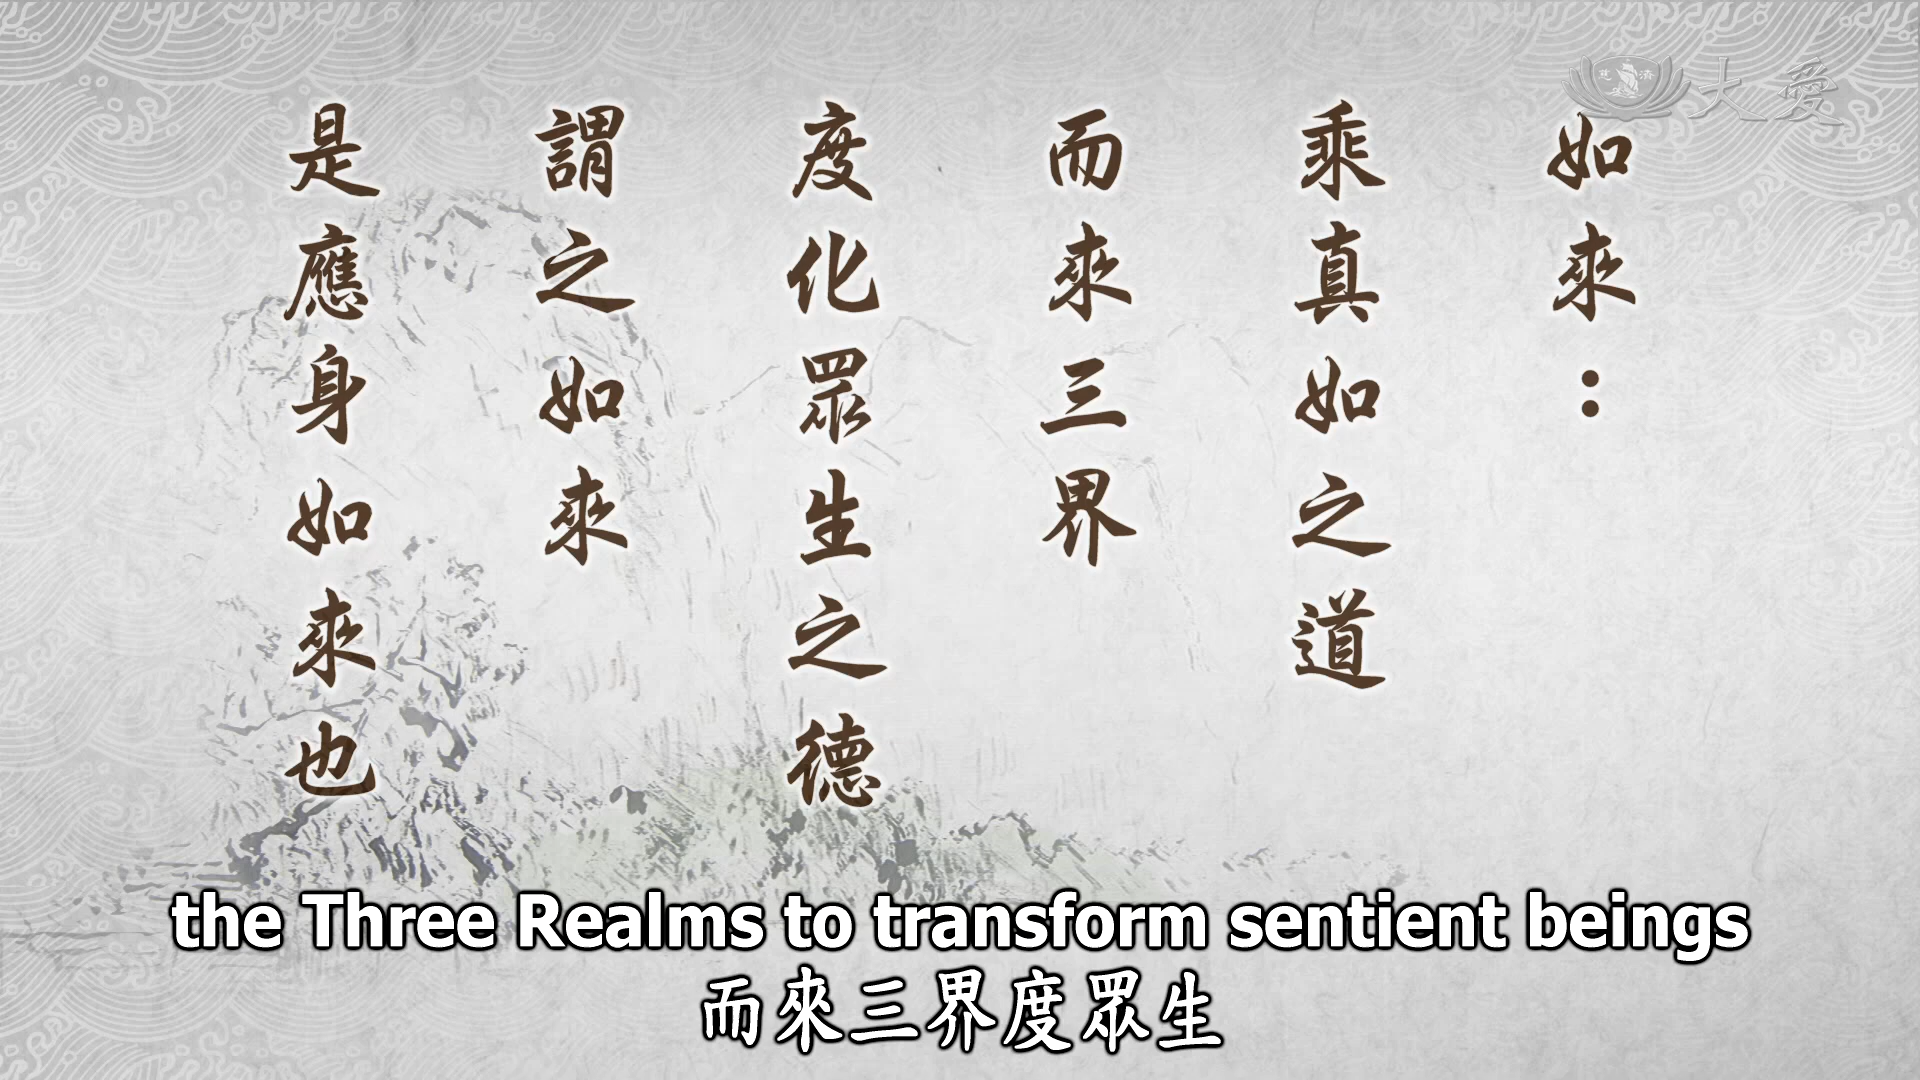 大愛
如來：
乘真如之道
而來三界
度化眾生之德
謂之如來
是應身如來也
the Three Realms to transform sentient beings
而來三界度眾生